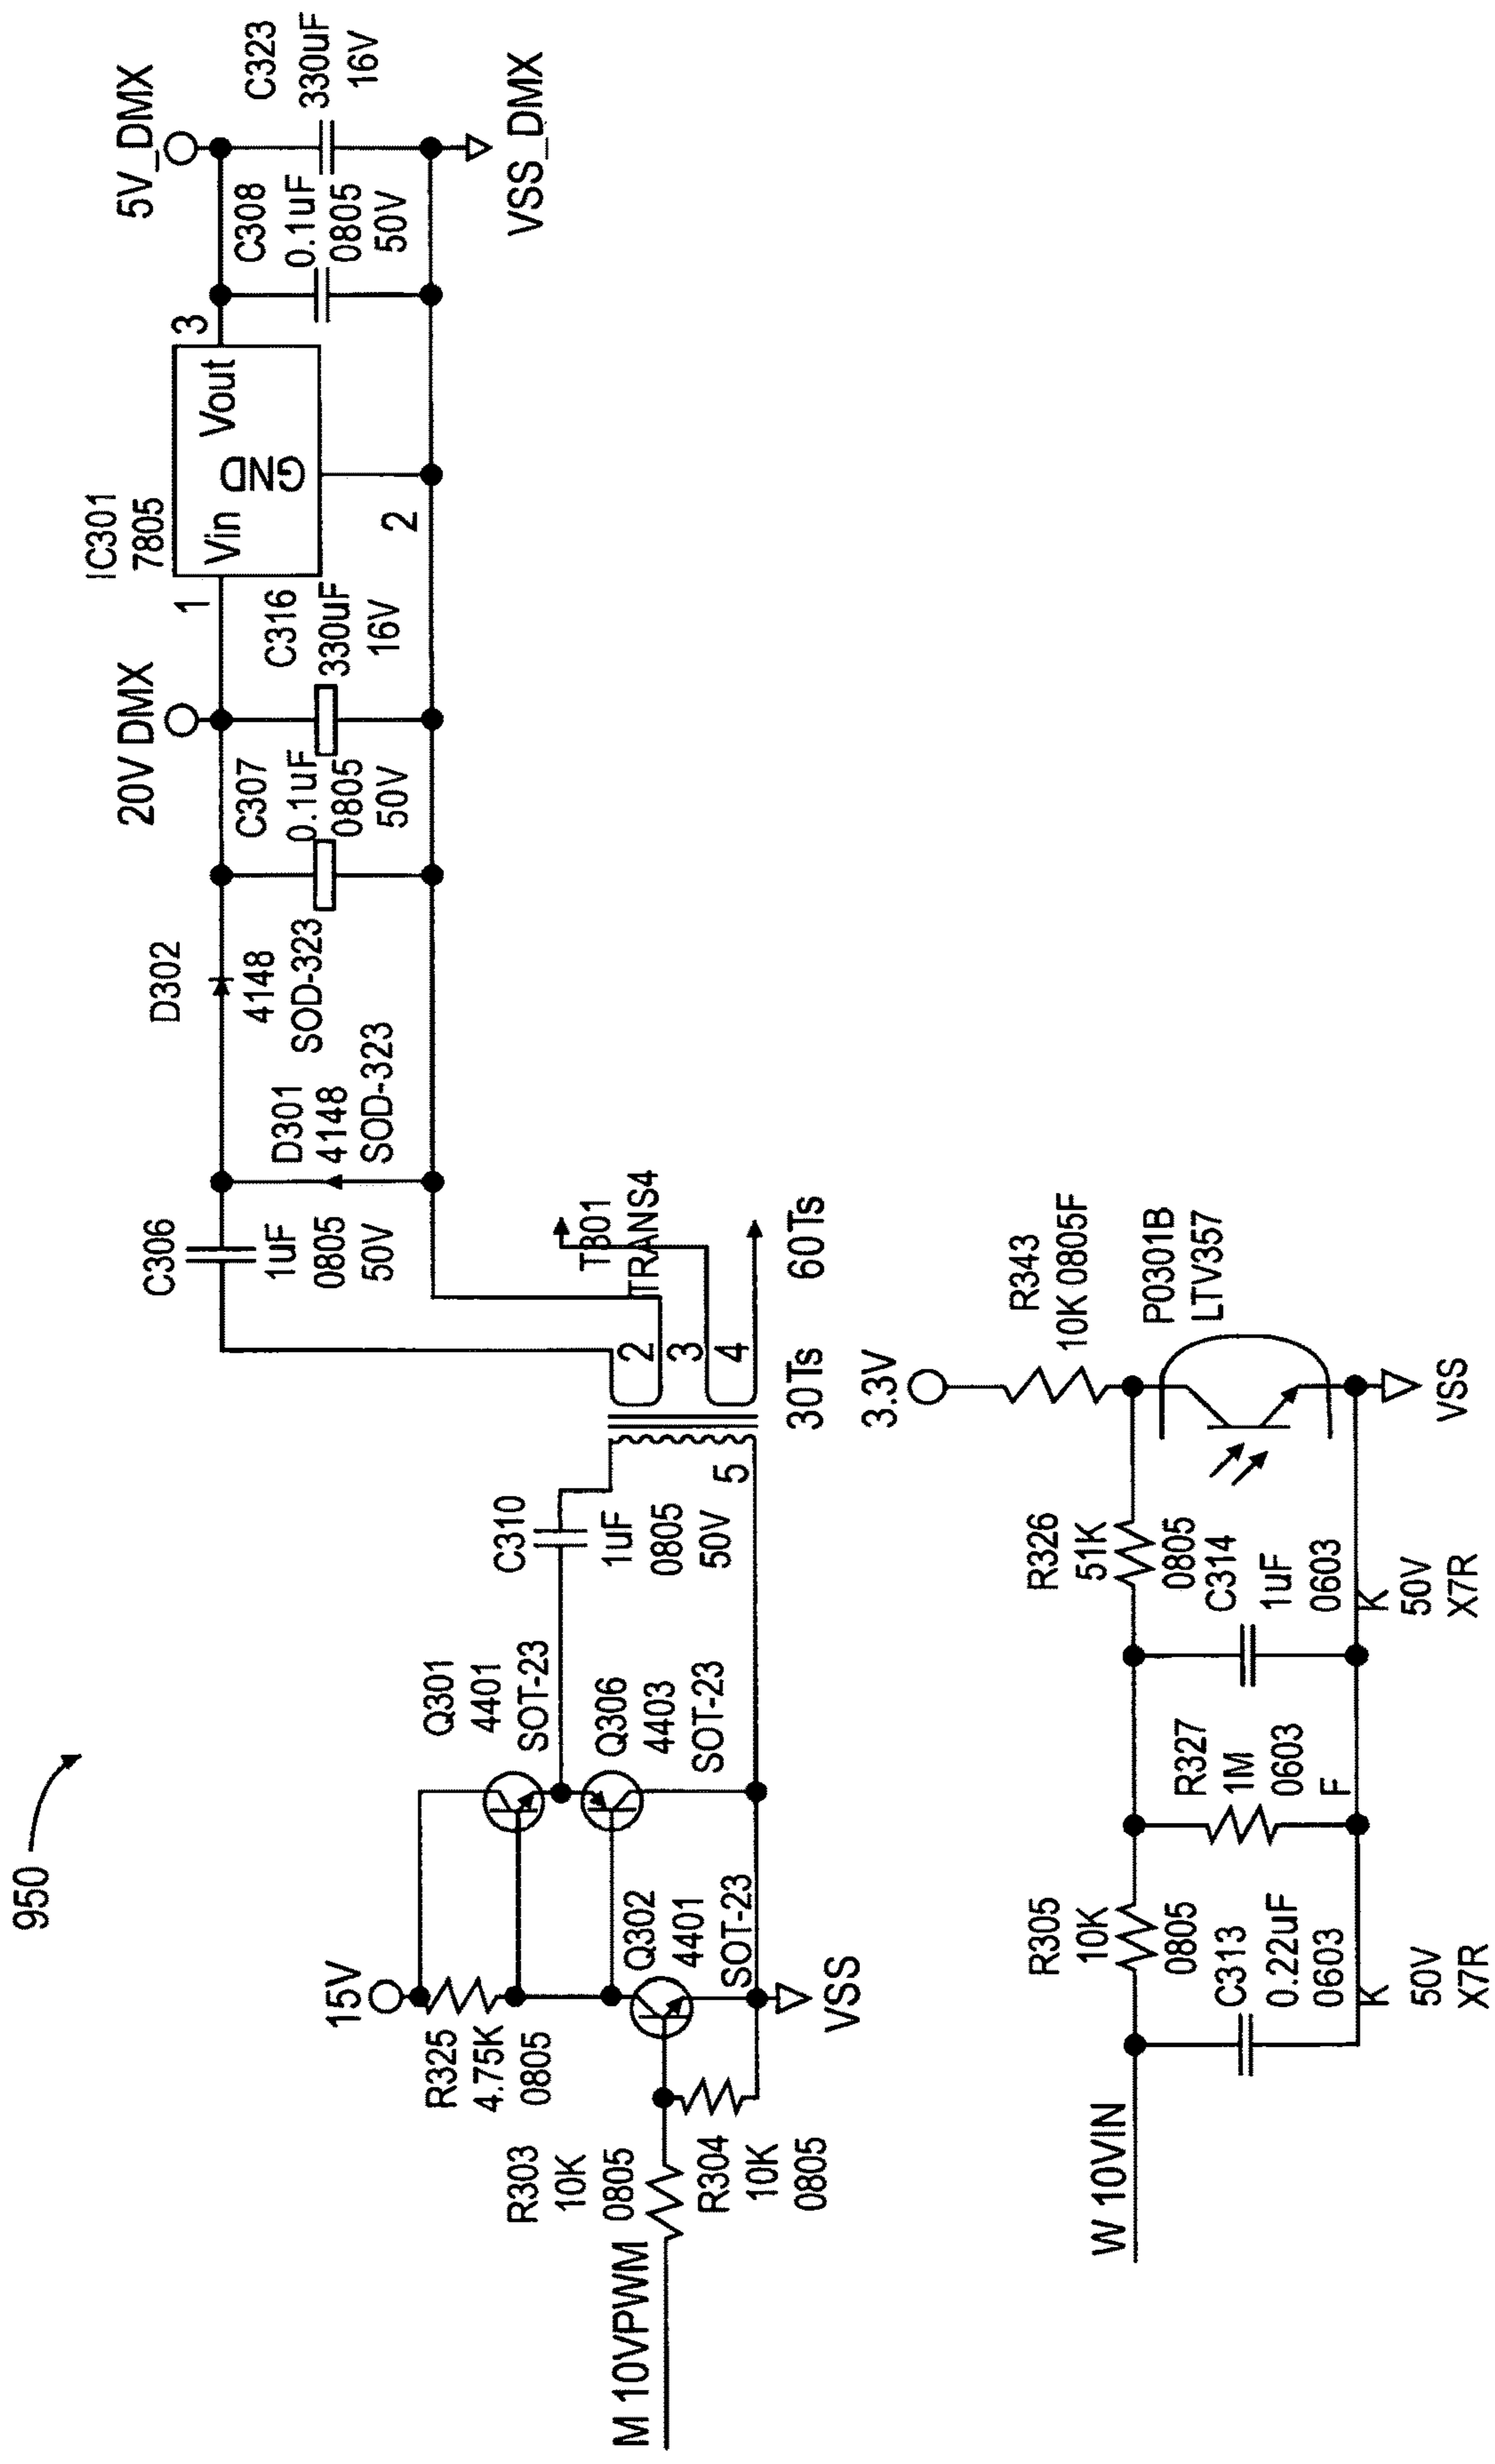 950
M 10VPWM
R303
10K
0805
R304
10K
0805
15V
R325
4.75K
0805
Q302
4401
SOT-23
VSS
Q301
4401
SOT-23
Q306
4403
SOT-23
C310
1uF
0805
50V
5
30Ts
60Ts
2
3
4
T301
TRANS4
C306
1uF
0805
50V
D301
4148
SOD-323
D302
4148
SOD-323
C307
0.1uF
0805
50V
20V DMX
C316
330uF
16V
1
IC301
7805
Vin
GND
Vout
2
3
C308
0.1uF
0805
50V
5V_DMX
C323
330uF
16V
VSS_DMX
W 10VIN
R305
10K
0805
C313
0.22uF
0603
K
50V
X7R
R327
1M
0603
F
R326
51K
0805
C314
1uF
0603
K
50V
X7R
3.3V
R343
10K 0805F
P0301B
LTV357
VSS